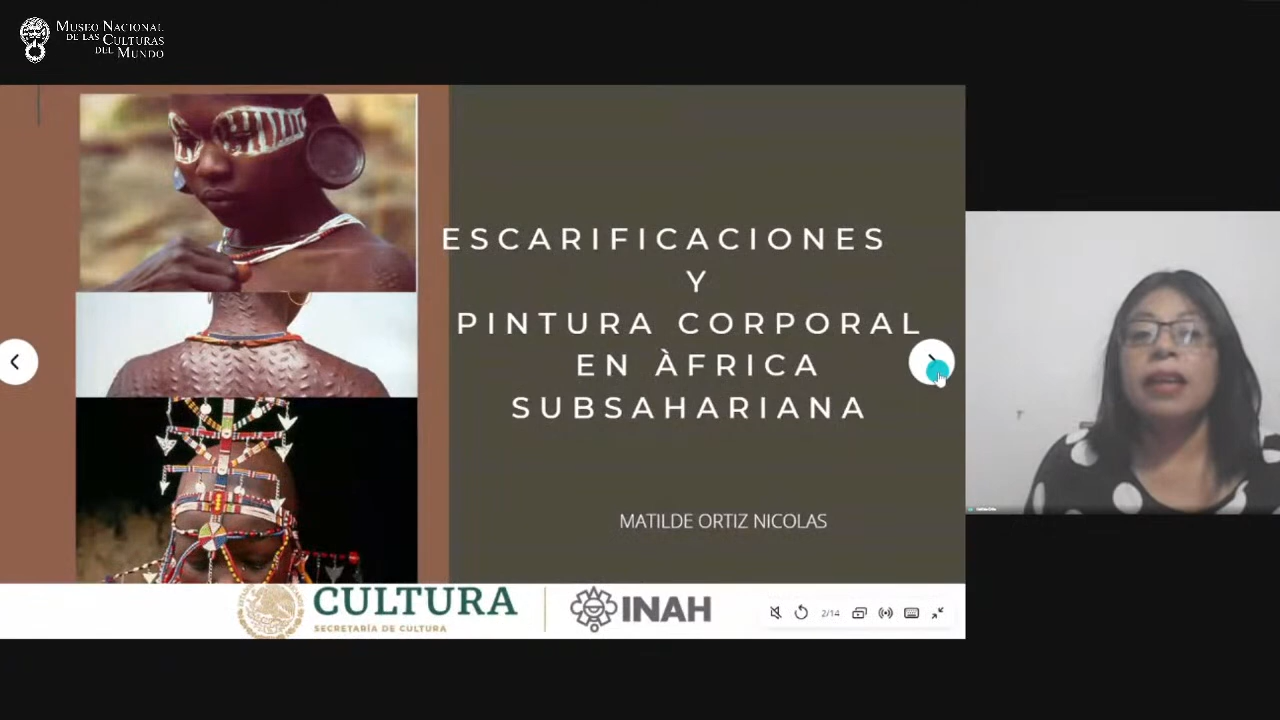 MUSEO NACIONAL
DE LAS CULTURAS
DEL MUNDO
ESCARIFICACIONES
Y
PINTURA CORPORAL
EN ÀFRICA
SUBSAHARIANA
MATILDE ORTIZ NICOLAS
CULTURA
SECRETARÍA DE CULTURA
INAH
2/14